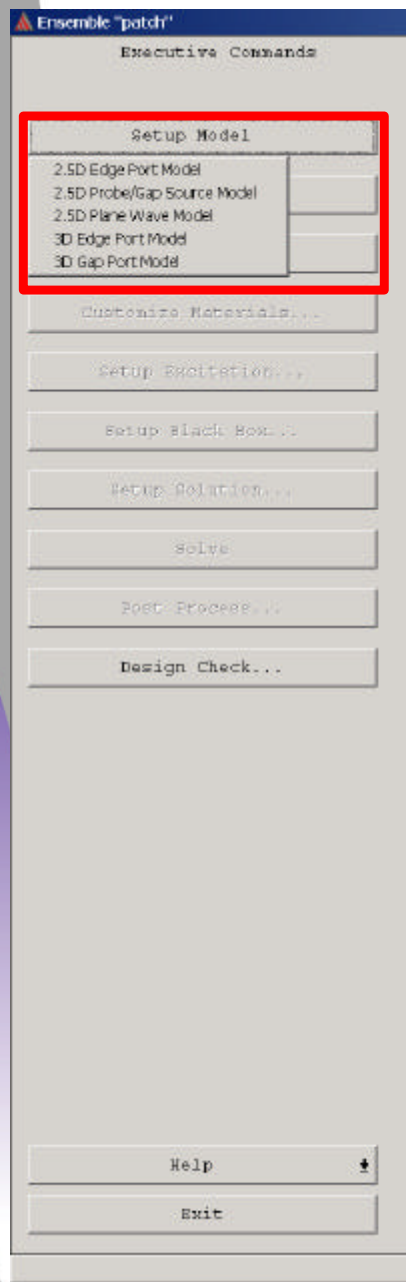 Ensemble "patch"
Executive Commands
Setup Model
2.5D Edge Port Model
2.5D Probe/Gap Source Model
2.5D Plane Wave Model
3D Edge Port Model
3D Gap Port Model
Customize Materials...
Setup Excitation...
Setup Black Box...
Setup Solution...
Solve
Post Process...
Design Check...
Help
Exit